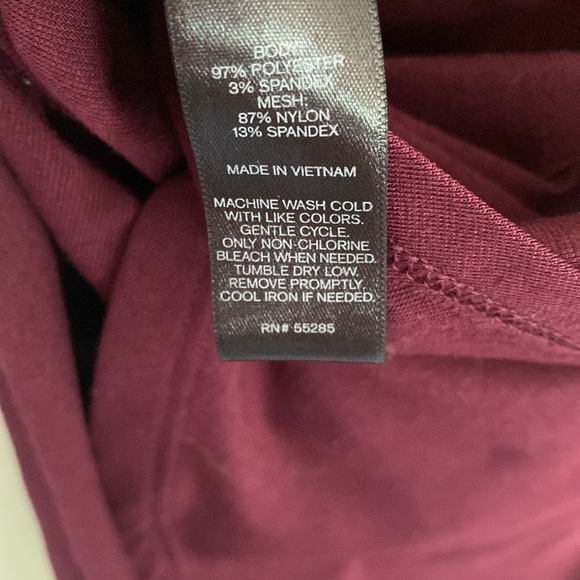 BODY:
97% POLYESTER
3% SPANDEX
MESH:
87% NYLON
13% SPANDEX
MADE IN VIETNAM
MACHINE WASH COLD
WITH LIKE COLORS.
GENTLE CYCLE.
ONLY NON-CHLORINE
BLEACH WHEN NEEDED.
TUMBLE DRY LOW.
REMOVE PROMPTLY.
COOL IRON IF NEEDED.
RN# 55285